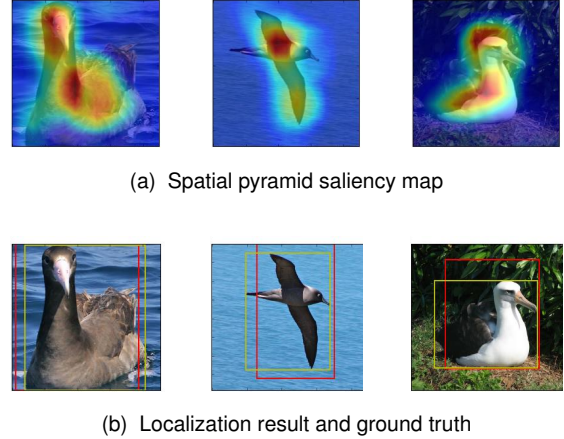 (a) Spatial pyramid saliency map
(b) Localization result and ground truth